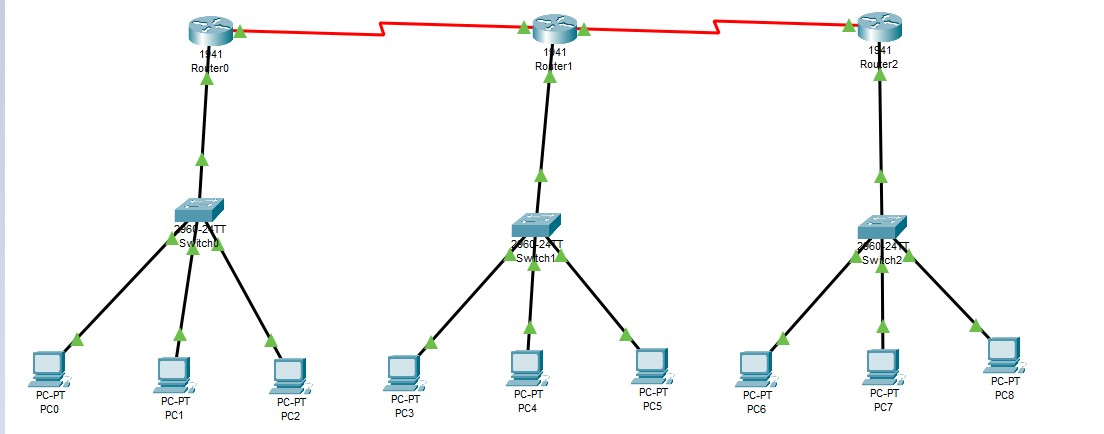 1941
Router0
1941
Router1
1941
Router2
2960-24TT
Switch0
2960-24TT
Switch1
2960-24TT
Switch2
PC-PT
PC0
PC-PT
PC1
PC-PT
PC2
PC-PT
PC3
PC-PT
PC4
PC-PT
PC5
PC-PT
PC6
PC-PT
PC7
PC-PT
PC8